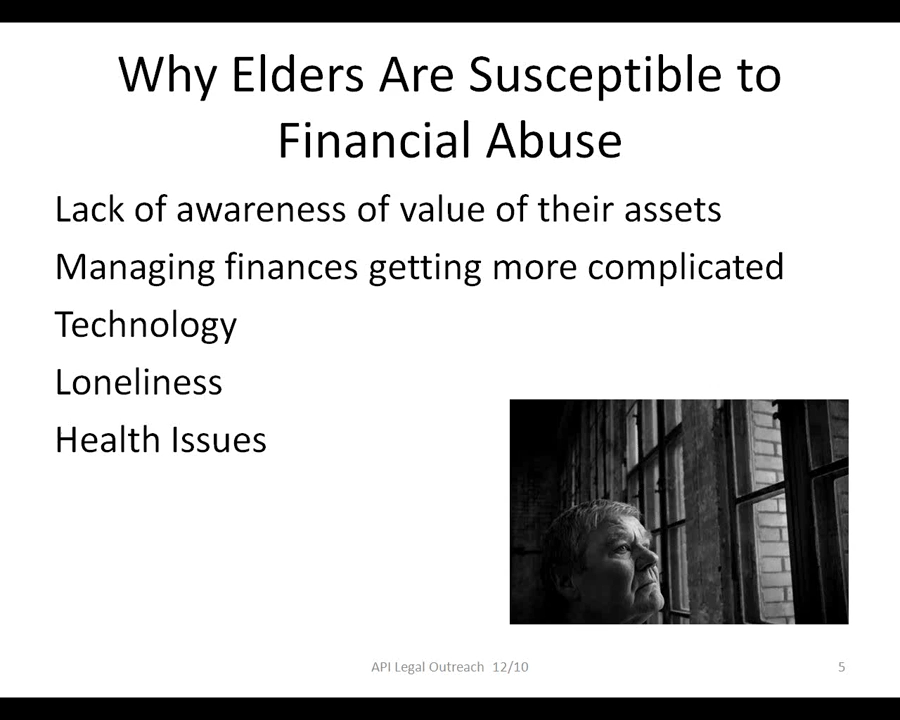 Why Elders Are Susceptible to
Financial Abuse
Lack of awareness of value of their assets
Managing finances getting more complicated
Technology
Loneliness
Health Issues
API Legal Outreach 12/10
5